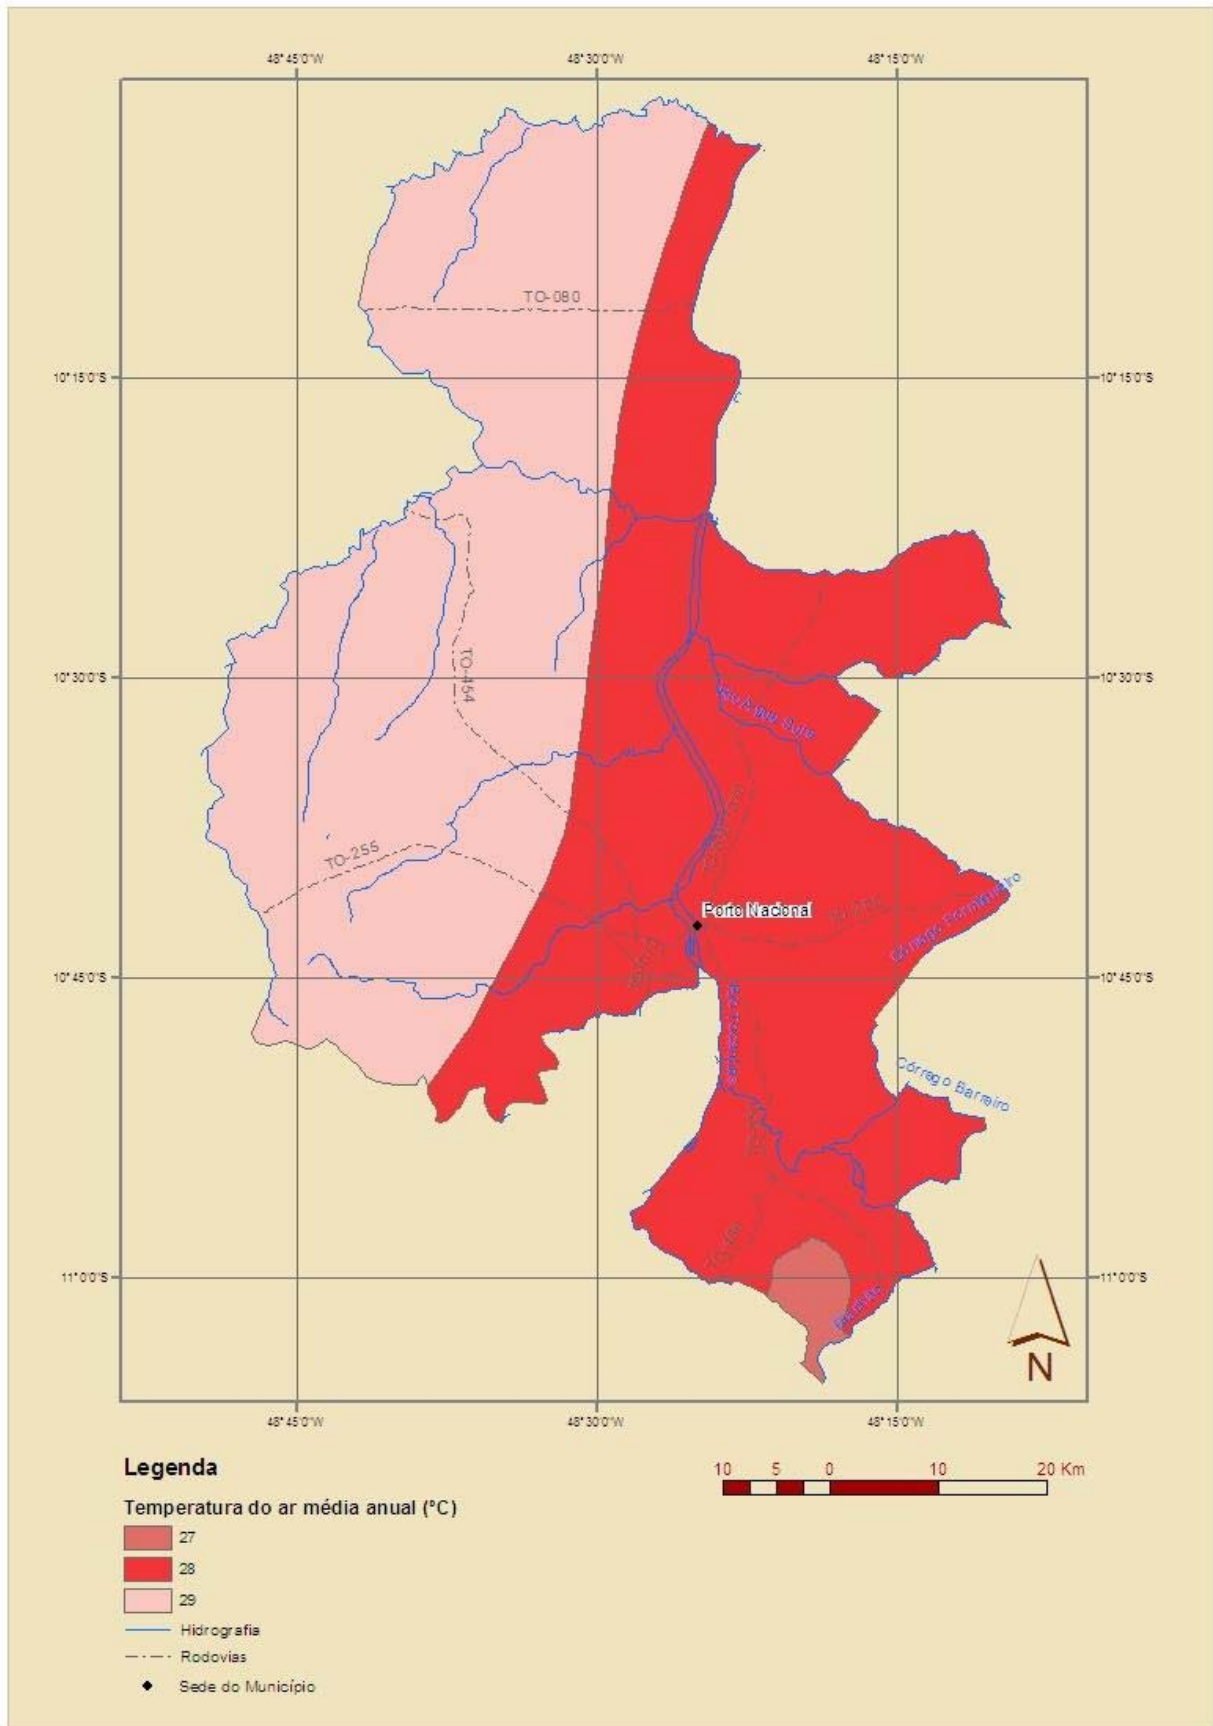 48°45'0"W 48°30'0"W 48°15'0"W
TO-080
10°15'0"S 10°15'0"S
TO-454
10°30'0"S 10°30'0"S
TO-255
Porto Nacional
10°45'0"S 10°45'0"S
Córrego Barreiro
11°0'0"S 11°0'0"S
N
48°45'0"W 48°30'0"W 48°15'0"W
Legenda
10 5 0 10 20 Km
Temperatura do ar média anual (ºC)
27
28
29
Hidrografia
Rodovias
Sede do Município